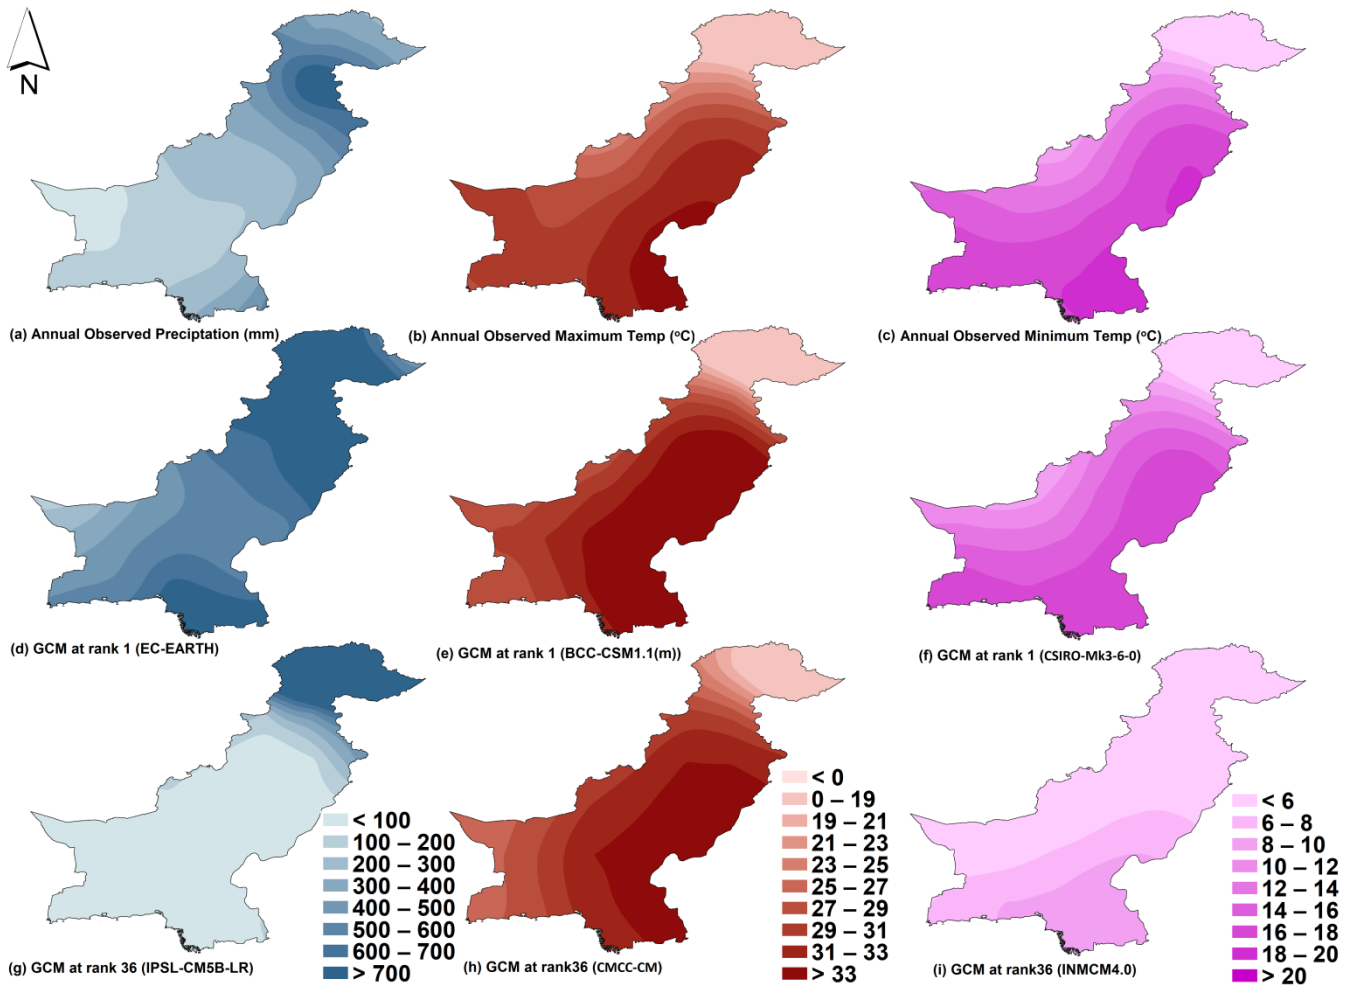 N
(a) Annual Observed Preciptation (mm)
(b) Annual Observed Maximum Temp (ºC)
(c) Annual Observed Minimum Temp (ºC)
(d) GCM at rank 1 (EC-EARTH)
(e) GCM at rank 1 (BCC-CSM1.1(m))
(f) GCM at rank 1 (CSIRO-Mk3-6-0)
(g) GCM at rank 36 (IPSL-CM5B-LR)
< 100
100 – 200
200 – 300
300 – 400
400 – 500
500 – 600
600 – 700
> 700
(h) GCM at rank36 (CMCC-CM)
< 0
0 – 19
19 – 21
21 – 23
23 – 25
25 – 27
27 – 29
29 – 31
31 – 33
> 33
(i) GCM at rank36 (INMCM4.0)
< 6
6 – 8
8 – 10
10 – 12
12 – 14
14 – 16
16 – 18
18 – 20
> 20